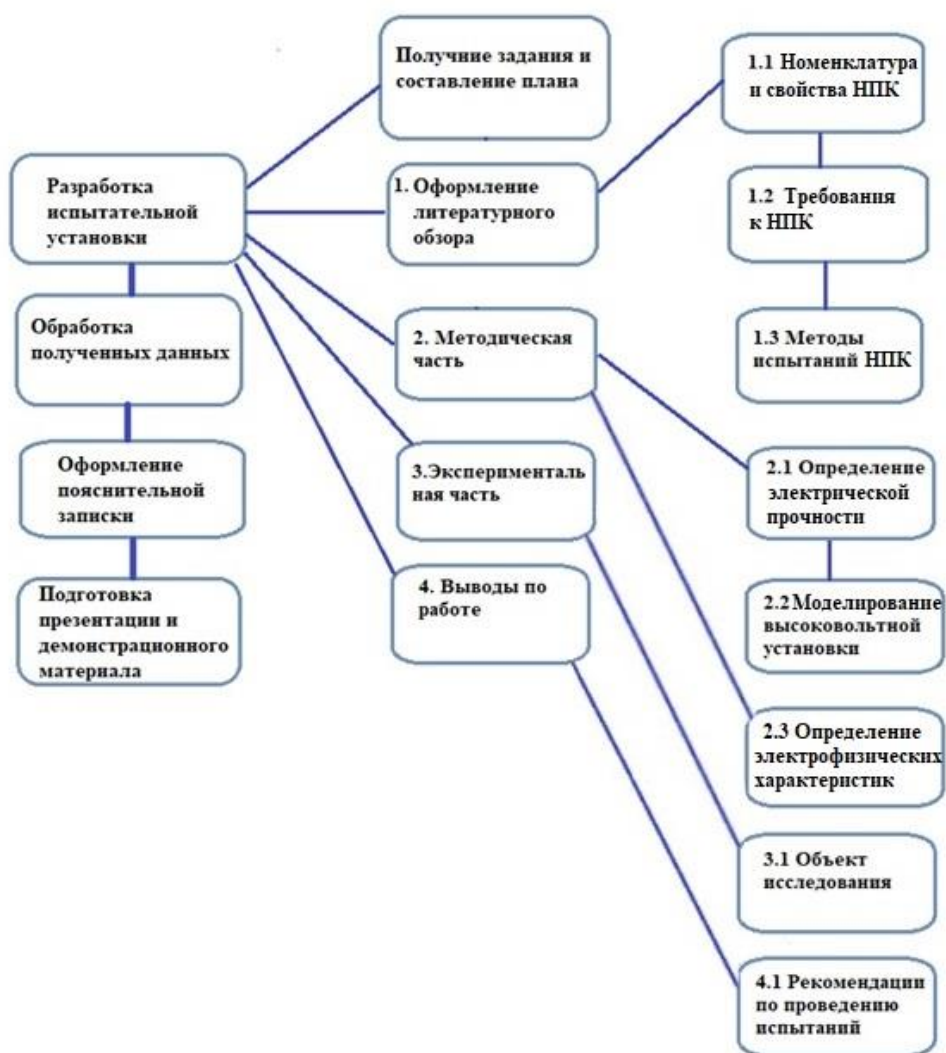 Получние задания и
составление плана
1.1 Номенклатура
и свойства НПК
Разработка
испытательной
установки
1. Оформление
литературного
обзора
1.2 Требования
к НПК
Обработка
полученных данных
2. Методическая
часть
1.3 Методы
испытаний НПК
Оформление
пояснительной
записки
3.Эксперименталь
ная часть
2.1 Определение
электрической
прочности
Подготовка
презентации и
демонстрационного
материала
4. Выводы по
работе
2.2 Моделирование
высоковольтной
установки
2.3 Определение
электрофизических
характеристик
3.1 Объект
исследования
4.1 Рекомендации
по проведению
испытаний